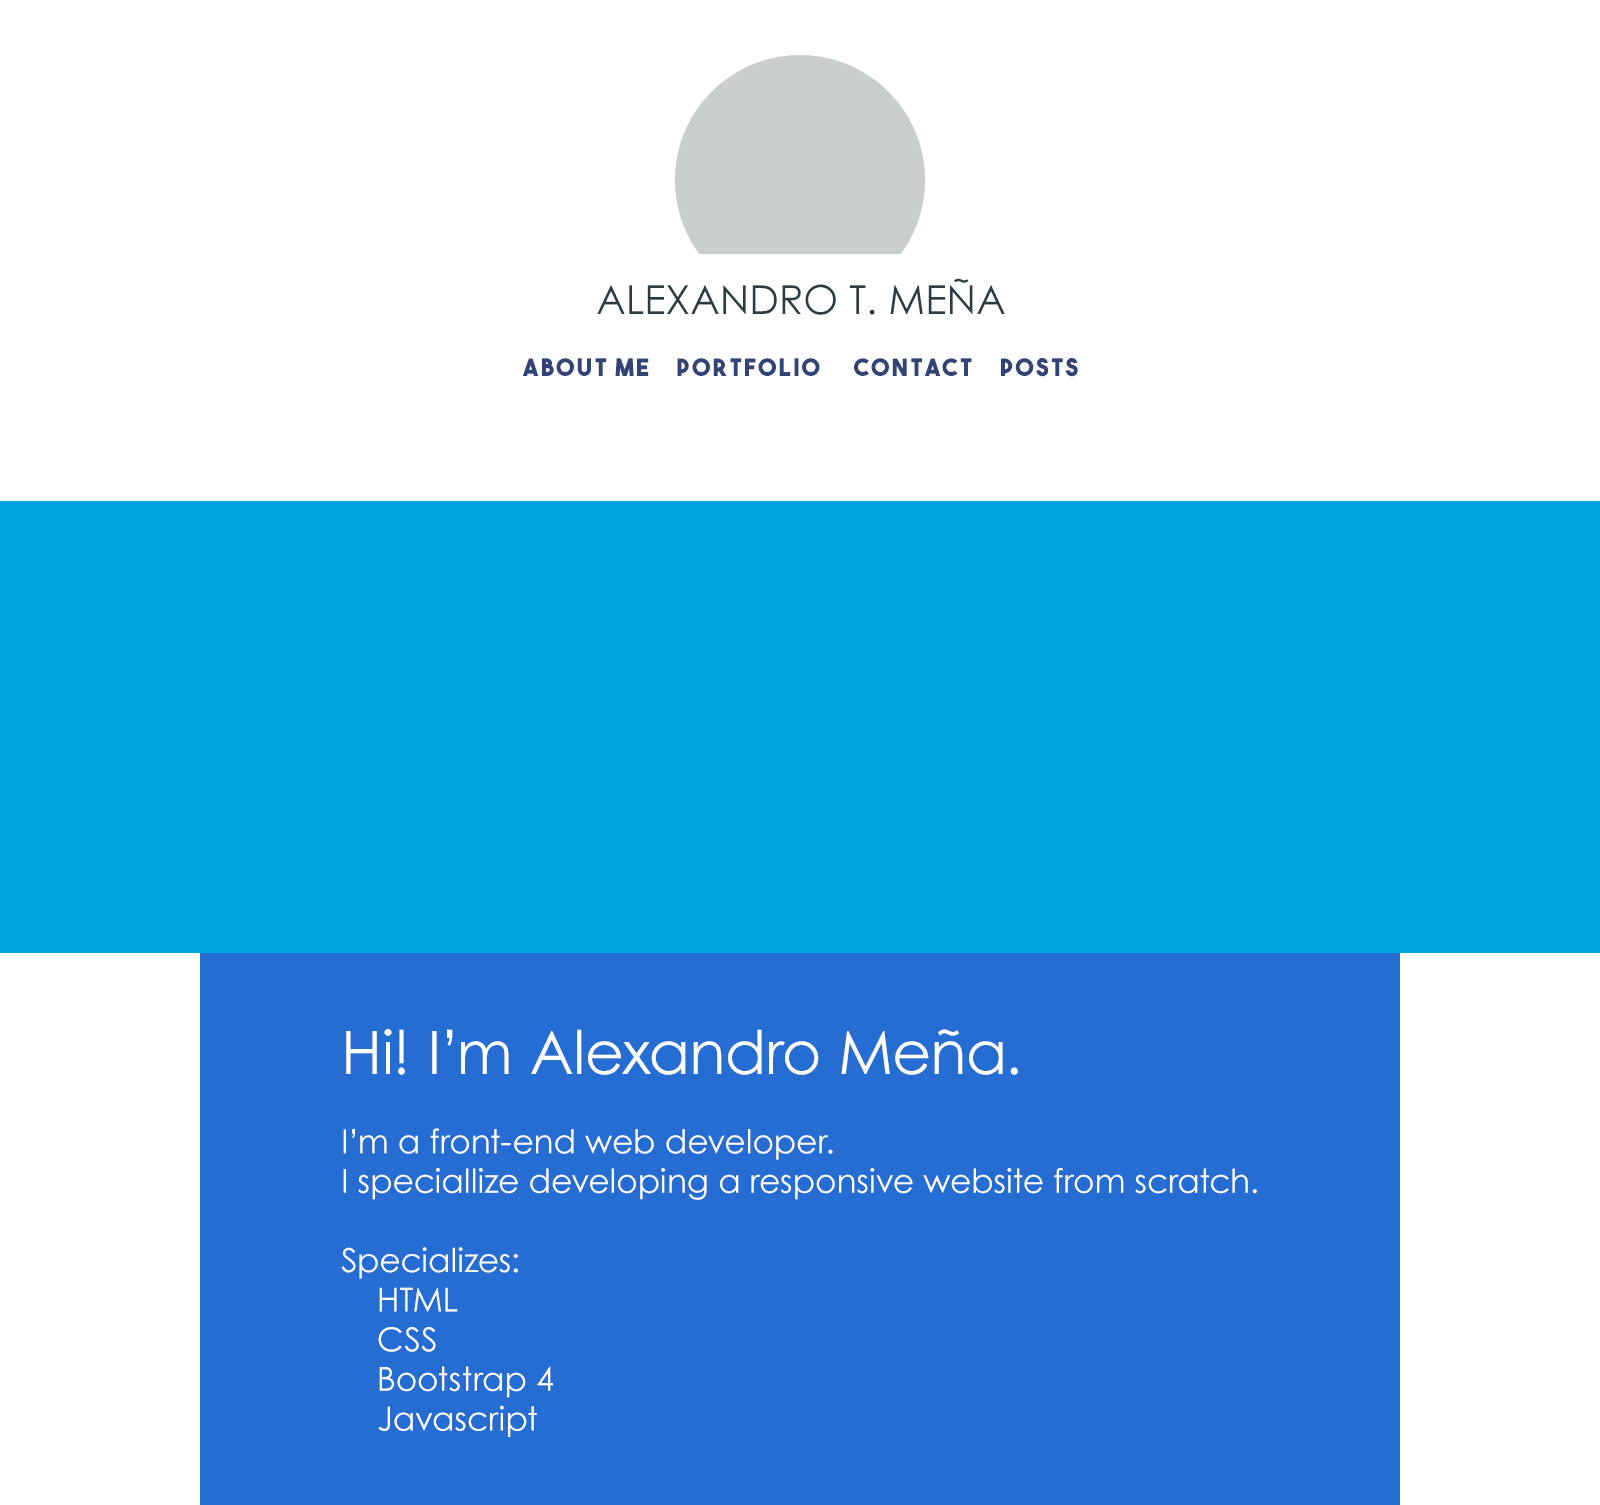 ALEXANDRO T. MEÑA
ABOUT ME PORTFOLIO CONTACT POSTS
Hi! I’m Alexandro Meña.
I’m a front-end web developer.
I speciallize developing a responsive website from scratch.
Specializes:
HTML
CSS
Bootstrap 4
Javascript